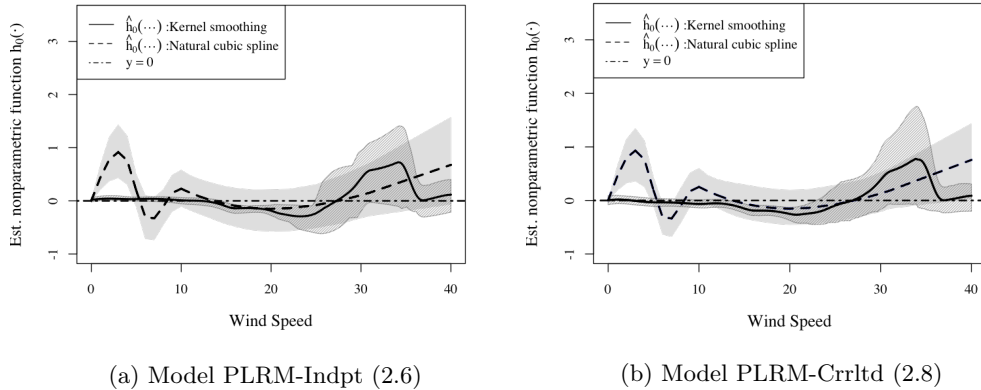 ĥ₀(⋯) :Kernel smoothing
ĥ₀(⋯) :Natural cubic spline
y = 0
Est. nonparametric function h₀(·)
3
2
1
0
-1
0
10
20
30
40
Wind Speed
(a) Model PLRM-Indpt (2.6)
ĥ₀(⋯) :Kernel smoothing
ĥ₀(⋯) :Natural cubic spline
y = 0
Est. nonparametric function h₀(·)
3
2
1
0
-1
0
10
20
30
40
Wind Speed
(b) Model PLRM-Crrltd (2.8)